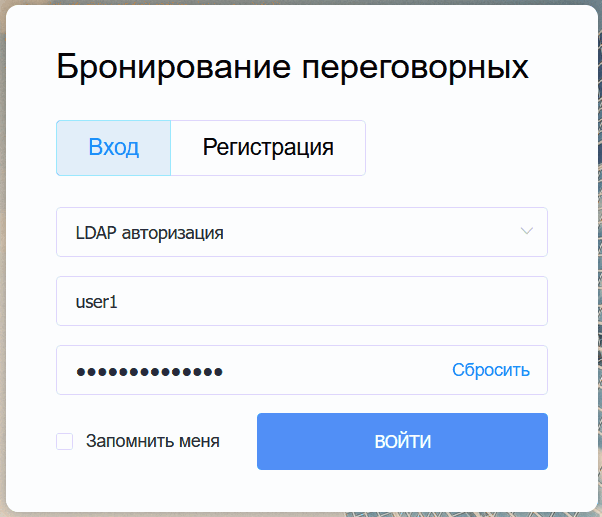 Бронирование переговорных
Вход Регистрация
LDAP авторизация
user1
●●●●●●●●●●●●●● Сбросить
Запомнить меня ВОЙТИ